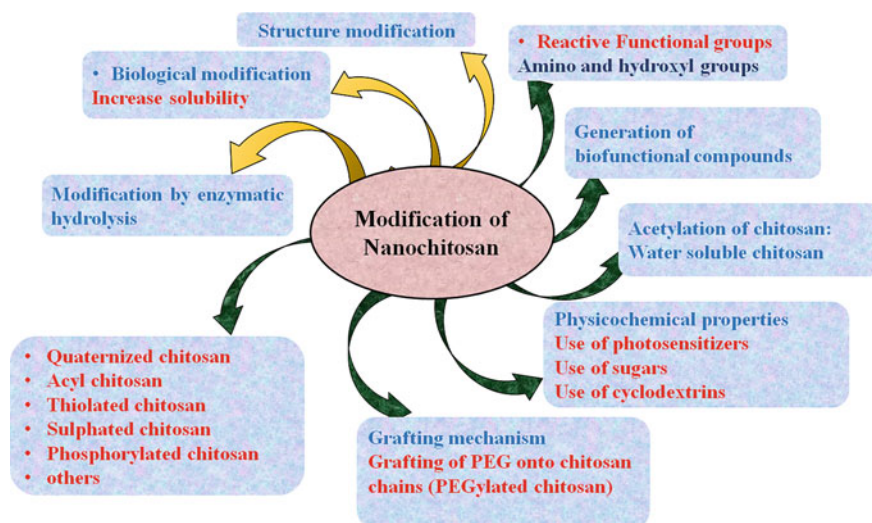 Structure modification
• Reactive Functional groups
Amino and hydroxyl groups
• Biological modification
Increase solubility
Generation of
biofunctional compounds
Modification by enzymatic
hydrolysis
Modification of
Nanochitosan
Acetylation of chitosan:
Water soluble chitosan
Physicochemical properties
Use of photosensitizers
Use of sugars
Use of cyclodextrins
• Quaternized chitosan
• Acyl chitosan
• Thiolated chitosan
• Sulphated chitosan
• Phosphorylated chitosan
• others
Grafting mechanism
Grafting of PEG onto chitosan
chains (PEGylated chitosan)